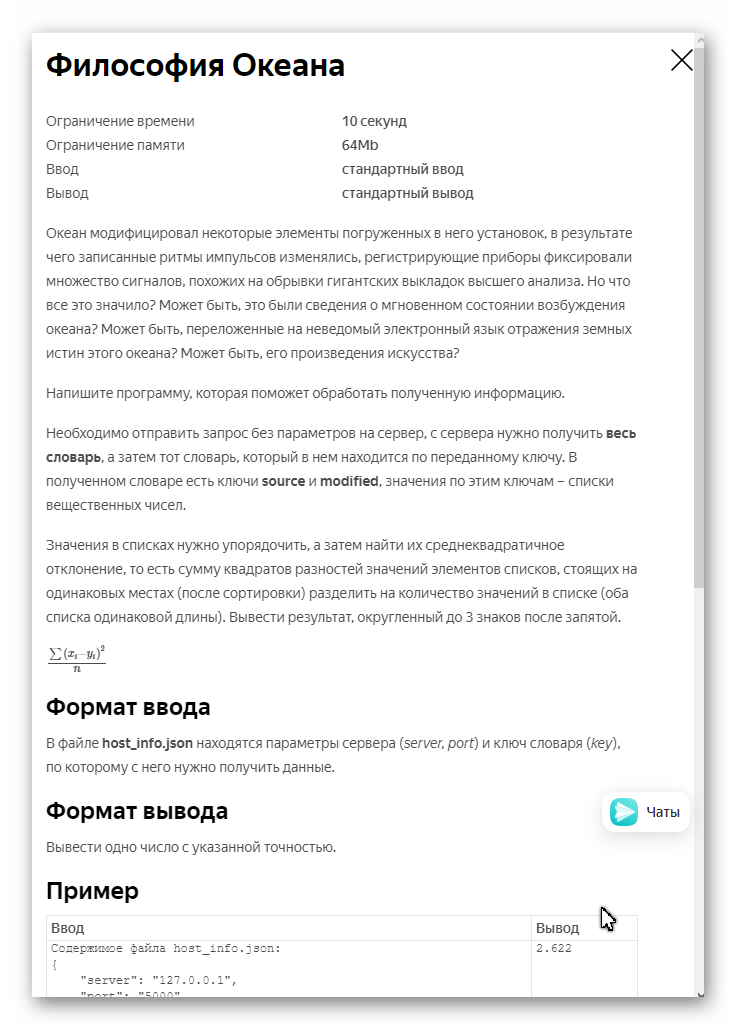 Философия Океана
Ограничение времени 10 секунд
Ограничение памяти 64Mb
Ввод стандартный ввод
Вывод стандартный вывод
Океан модифицировал некоторые элементы погруженных в него установок, в результате
чего записанные ритмы импульсов изменялись, регистрирующие приборы фиксировали
множество сигналов, похожих на обрывки гигантских выкладок высшего анализа. Но что
все это значило? Может быть, это были сведения о мгновенном состоянии возбуждения
океана? Может быть, переложенные на неведомый электронный язык отражения земных
истин этого океана? Может быть, его произведения искусства?
Напишите программу, которая поможет обработать полученную информацию.
Необходимо отправить запрос без параметров на сервер, с сервера нужно получить весь
словарь, а затем тот словарь, который в нем находится по переданному ключу. В
полученном словаре есть ключи source и modified, значения по этим ключам – списки
вещественных чисел.
Значения в списках нужно упорядочить, а затем найти их среднеквадратичное
отклонение, то есть сумму квадратов разностей значений элементов списков, стоящих на
одинаковых местах (после сортировки) разделить на количество значений в списке (оба
списка одинаковой длины). Вывести результат, округленный до 3 знаков после запятой.
∑(xᵢ−yᵢ)²
n
Формат ввода
В файле host_info.json находятся параметры сервера (server, port) и ключ словаря (key),
по которому с него нужно получить данные.
Формат вывода
Чаты
Вывести одно число с указанной точностью.
Пример
Ввод Вывод
Содержимое файла host_info.json: 2.622
{
"server": "127.0.0.1",
"port": "5000"